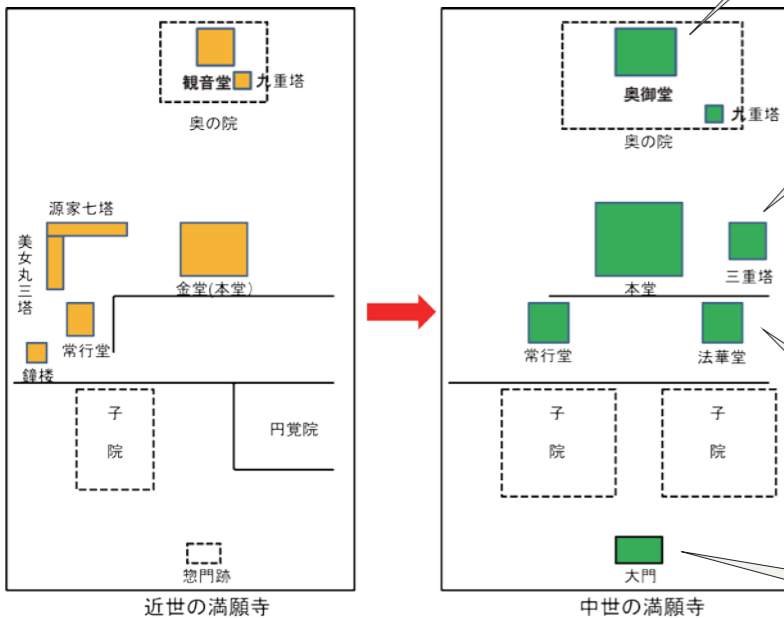 観音堂
九重塔
奥の院
源家七塔
美女丸三塔
金堂(本堂)
常行堂
鐘楼
子院
円覚院
惣門跡
近世の満願寺
奥御堂
九重塔
奥の院
三重塔
本堂
常行堂
法華堂
子院
子院
大門
中世の満願寺